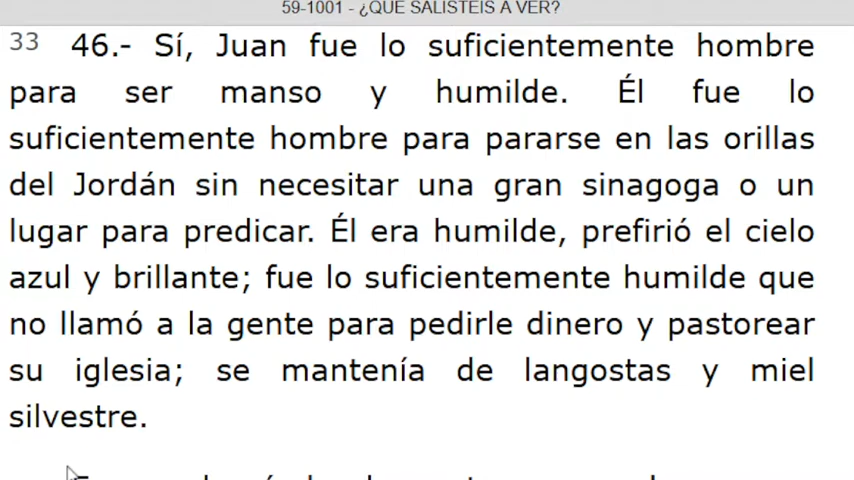 59-1001 - ¿QUE SALISTEIS A VER?
33 46.- Sí, Juan fue lo suficientemente hombre
para ser manso y humilde. Él fue lo
suficientemente hombre para pararse en las orillas
del Jordán sin necesitar una gran sinagoga o un
lugar para predicar. Él era humilde, prefirió el cielo
azul y brillante; fue lo suficientemente humilde que
no llamó a la gente para pedirle dinero y pastorear
su iglesia; se mantenía de langostas y miel
silvestre.